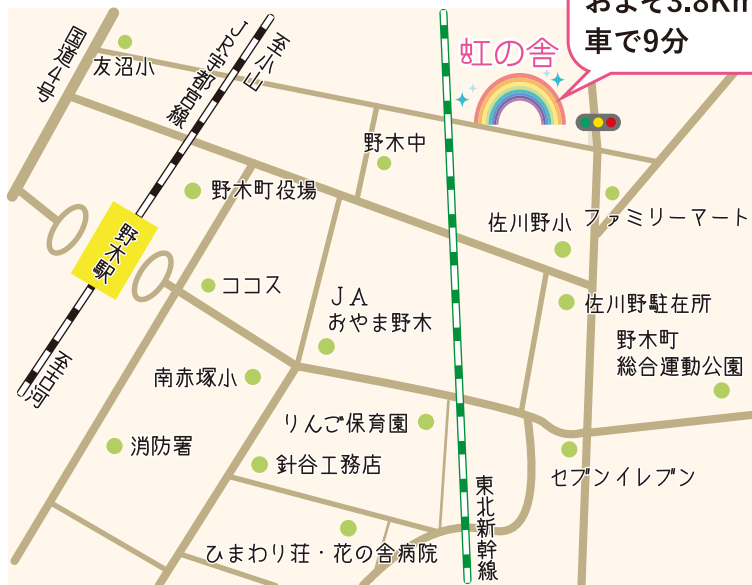 およそ3.8Km
車で9分
虹の舎
国道4号
友沼小
JR宇都宮線
至小山
野木中
野木町役場
佐川野小
ファミリーマート
野木駅
ココス
JA
おやま野木
佐川野駐在所
野木町
総合運動公園
至古河
南赤塚小
りんご保育園
消防署
針谷工務店
セブンイレブン
東北新幹線
ひまわり荘・花の舎病院